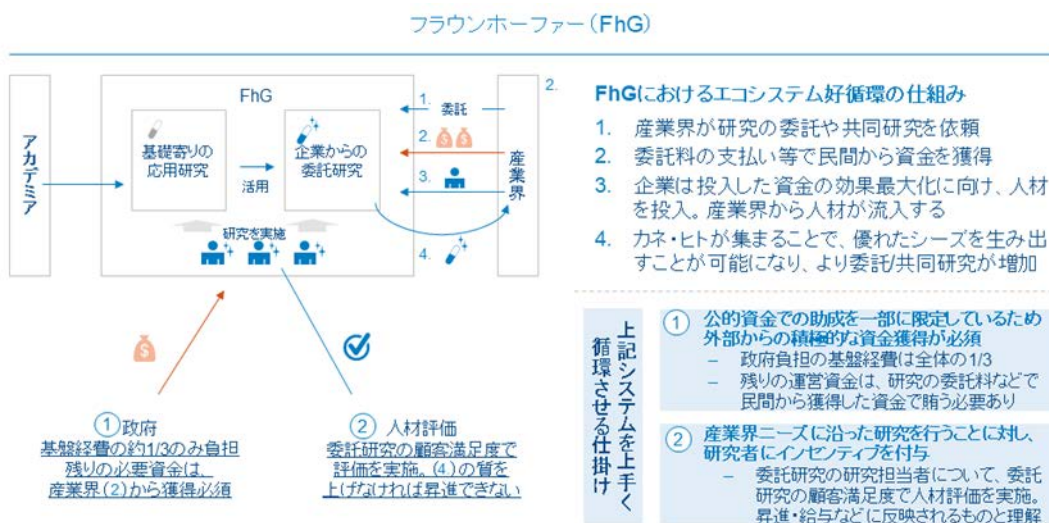 フラウンホーファー（FhG）
アカデミア
FhG
基礎寄りの
応用研究
活用
企業からの
委託研究
研究を実施
1.
委託
2.
3.
4.
産業界
2.
①政府
基盤経費の約1/3のみ負担
残りの必要資金は、
産業界（2）から獲得必須
② 人材評価
委託研究の顧客満足度で
評価を実施。（4）の質を
上げなければ昇進できない
FhGにおけるエコシステム好循環の仕組み
1. 産業界が研究の委託や共同研究を依頼
2. 委託料の支払い等で民間から資金を獲得
3. 企業は投入した資金の効果最大化に向け、人材
を投入。産業界から人材が流入する
4. カネ・ヒトが集まることで、優れたシーズを生み出
すことが可能になり、より委託/共同研究が増加
上記システムを上手く
循環させる仕掛け
① 公的資金での助成を一部に限定しているため
外部からの積極的な資金獲得が必須
– 政府負担の基盤経費は全体の1/3
– 残りの運営資金は、研究の委託料などで
民間から獲得した資金で賄う必要あり
② 産業界ニーズに沿った研究を行うことに対し、
研究者にインセンティブを付与
– 委託研究の研究担当者について、委託
研究の顧客満足度で人材評価を実施。
昇進・給与などに反映されるものと理解